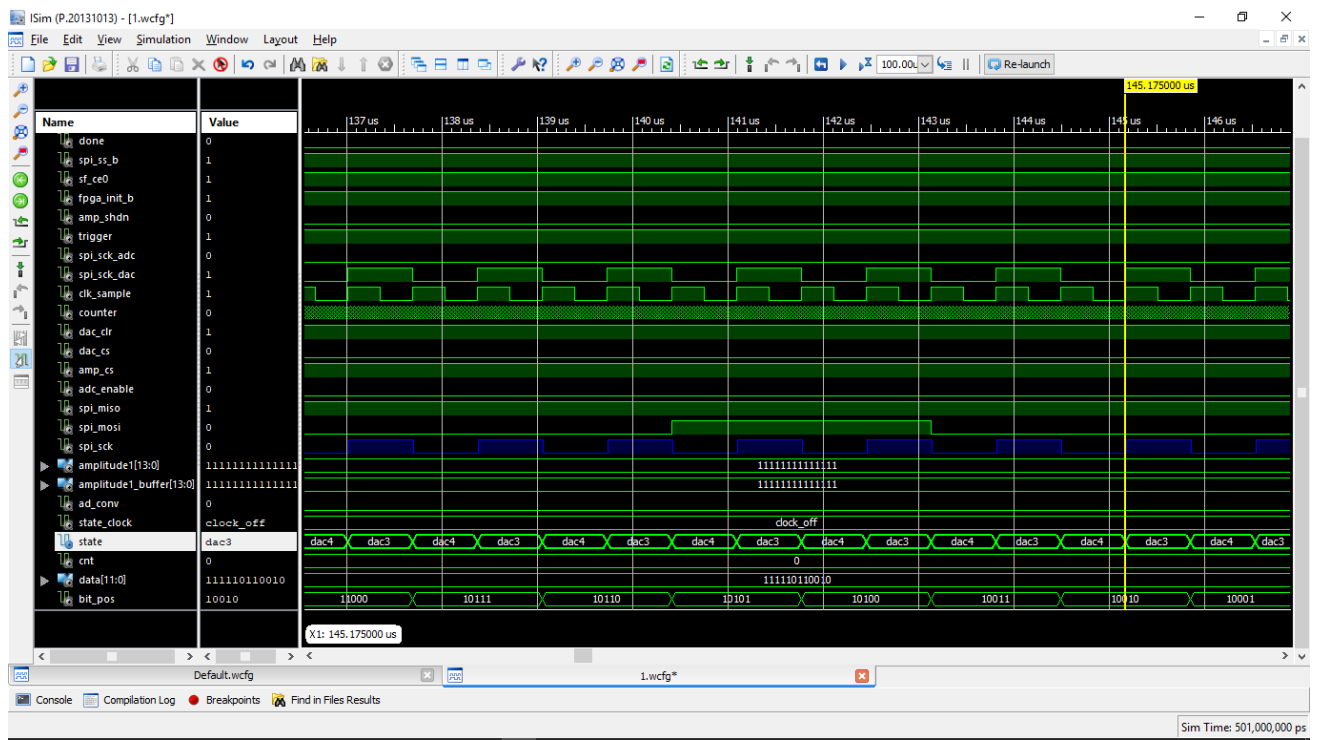 ISim (P.20131013) - [1.wcfg*]
File Edit View Simulation Window Layout Help
100.00u Re-launch
145.175000 us
Name Value
137 us 138 us 139 us 140 us 141 us 142 us 143 us 144 us 145 us 146 us
done 0
spi_ss_b 1
sf_ce0 1
fpga_init_b 1
amp_shdn 0
trigger 1
spi_sck_adc 0
spi_sck_dac 1
clk_sample 1
counter 0
dac_clr 1
dac_cs 0
amp_cs 1
adc_enable 0
spi_miso 1
spi_mosi 0
spi_sck 0
amplitude1[13:0] 11111111111111 11111111111111
amplitude1_buffer[13:0] 11111111111111 11111111111111
ad_conv 0
state_clock clock_off clock_off
state dac3 dac4 dac3 dac4 dac3 dac4 dac3 dac4 dac3 dac4 dac3 dac4 dac3 dac4 dac3 dac4 dac3
cnt 0 0
data[11:0] 111110110010 111110110010
bit_pos 10010 11000 10111 10110 10101 10100 10011 10010 10001
X1: 145.175000 us
Default.wcfg 1.wcfg*
Console Compilation Log Breakpoints Find in Files Results
Sim Time: 501,000,000 ps